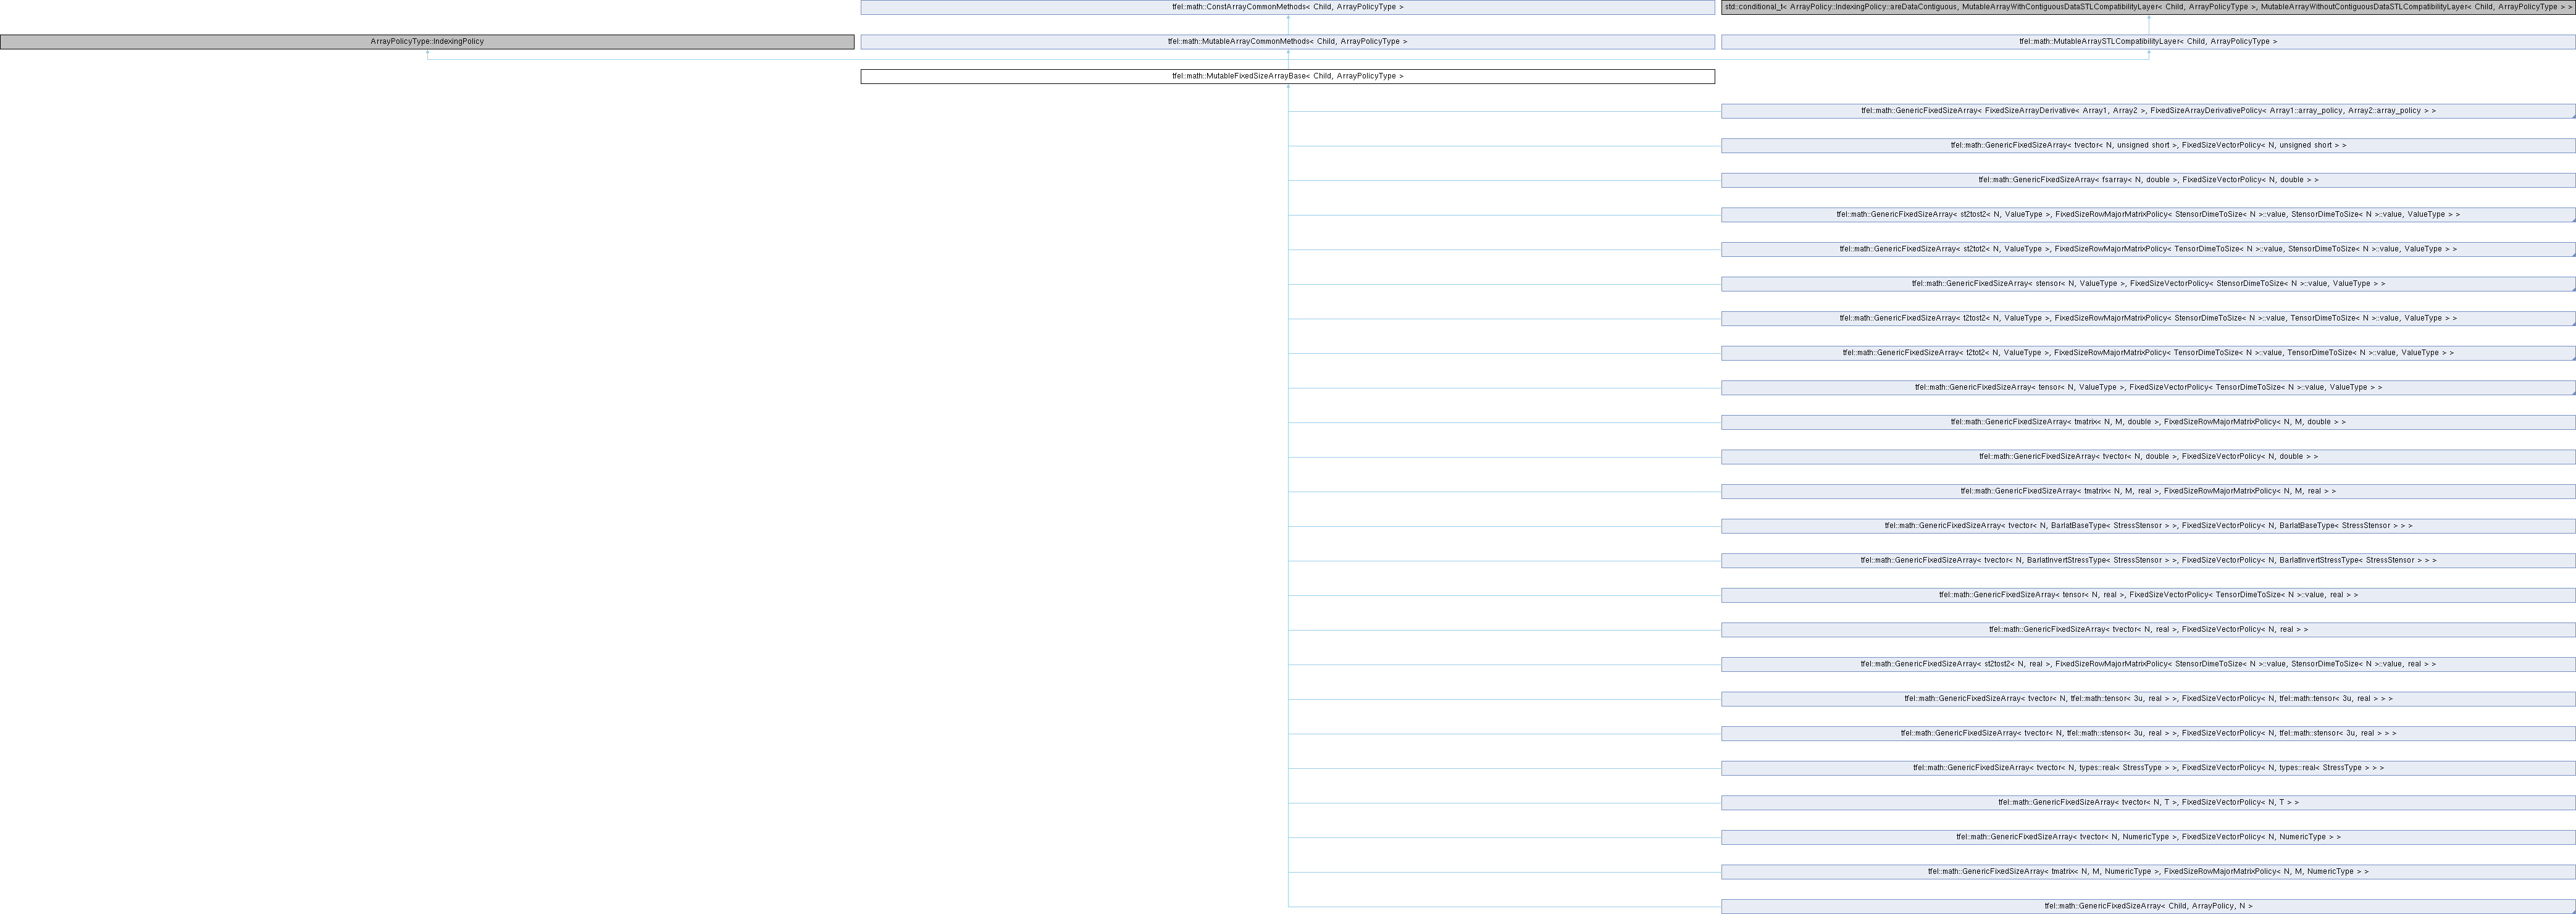 tfel::math::ConstArrayCommonMethods< Child, ArrayPolicyType >
std::conditional_t< ArrayPolicy::IndexingPolicy::areDataContiguous, MutableArrayWithContiguousDataSTLCompatibilityLayer< Child, ArrayPolicyType >, MutableArrayWithoutContiguousDataSTLCompatibilityLayer< Child, ArrayPolicyType > >
ArrayPolicyType::IndexingPolicy
tfel::math::MutableArrayCommonMethods< Child, ArrayPolicyType >
tfel::math::MutableArraySTLCompatibilityLayer< Child, ArrayPolicyType >
tfel::math::MutableFixedSizeArrayBase< Child, ArrayPolicyType >
tfel::math::GenericFixedSizeArray< FixedSizeArrayDerivative< Array1, Array2 >, FixedSizeArrayDerivativePolicy< Array1::array_policy, Array2::array_policy > >
tfel::math::GenericFixedSizeArray< tvector< N, unsigned short >, FixedSizeVectorPolicy< N, unsigned short > >
tfel::math::GenericFixedSizeArray< fsarray< N, double >, FixedSizeVectorPolicy< N, double > >
tfel::math::GenericFixedSizeArray< st2tost2< N, ValueType >, FixedSizeRowMajorMatrixPolicy< StensorDimeToSize< N >::value, StensorDimeToSize< N >::value, ValueType > >
tfel::math::GenericFixedSizeArray< st2tot2< N, ValueType >, FixedSizeRowMajorMatrixPolicy< TensorDimeToSize< N >::value, StensorDimeToSize< N >::value, ValueType > >
tfel::math::GenericFixedSizeArray< stensor< N, ValueType >, FixedSizeVectorPolicy< StensorDimeToSize< N >::value, ValueType > >
tfel::math::GenericFixedSizeArray< t2tost2< N, ValueType >, FixedSizeRowMajorMatrixPolicy< StensorDimeToSize< N >::value, TensorDimeToSize< N >::value, ValueType > >
tfel::math::GenericFixedSizeArray< t2tot2< N, ValueType >, FixedSizeRowMajorMatrixPolicy< TensorDimeToSize< N >::value, TensorDimeToSize< N >::value, ValueType > >
tfel::math::GenericFixedSizeArray< tensor< N, ValueType >, FixedSizeVectorPolicy< TensorDimeToSize< N >::value, ValueType > >
tfel::math::GenericFixedSizeArray< tmatrix< N, M, double >, FixedSizeRowMajorMatrixPolicy< N, M, double > >
tfel::math::GenericFixedSizeArray< tvector< N, double >, FixedSizeVectorPolicy< N, double > >
tfel::math::GenericFixedSizeArray< tmatrix< N, M, real >, FixedSizeRowMajorMatrixPolicy< N, M, real > >
tfel::math::GenericFixedSizeArray< tvector< N, BarlatBaseType< StressStensor > >, FixedSizeVectorPolicy< N, BarlatBaseType< StressStensor > > >
tfel::math::GenericFixedSizeArray< tvector< N, BarlatInvertStressType< StressStensor > >, FixedSizeVectorPolicy< N, BarlatInvertStressType< StressStensor > > >
tfel::math::GenericFixedSizeArray< tensor< N, real >, FixedSizeVectorPolicy< TensorDimeToSize< N >::value, real > >
tfel::math::GenericFixedSizeArray< tvector< N, real >, FixedSizeVectorPolicy< N, real > >
tfel::math::GenericFixedSizeArray< st2tost2< N, real >, FixedSizeRowMajorMatrixPolicy< StensorDimeToSize< N >::value, StensorDimeToSize< N >::value, real > >
tfel::math::GenericFixedSizeArray< tvector< N, tfel::math::tensor< 3u, real > >, FixedSizeVectorPolicy< N, tfel::math::tensor< 3u, real > > >
tfel::math::GenericFixedSizeArray< tvector< N, tfel::math::stensor< 3u, real > >, FixedSizeVectorPolicy< N, tfel::math::stensor< 3u, real > > >
tfel::math::GenericFixedSizeArray< tvector< N, types::real< StressType > >, FixedSizeVectorPolicy< N, types::real< StressType > > >
tfel::math::GenericFixedSizeArray< tvector< N, T >, FixedSizeVectorPolicy< N, T > >
tfel::math::GenericFixedSizeArray< tvector< N, NumericType >, FixedSizeVectorPolicy< N, NumericType > >
tfel::math::GenericFixedSizeArray< tmatrix< N, M, NumericType >, FixedSizeRowMajorMatrixPolicy< N, M, NumericType > >
tfel::math::GenericFixedSizeArray< Child, ArrayPolicy, N >